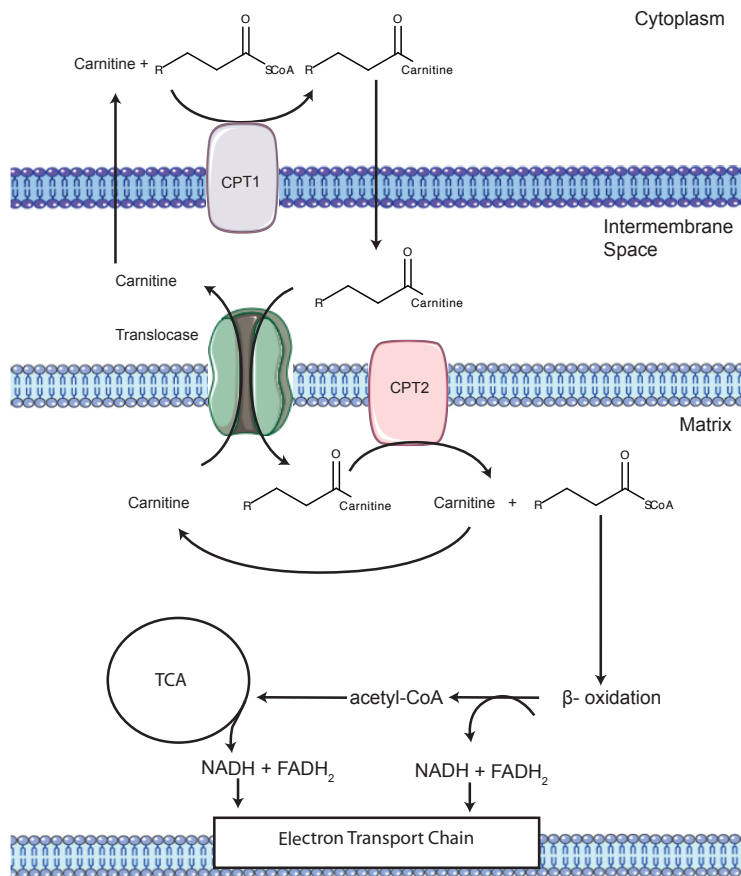 Cytoplasm
O
O
Carnitine +
R
SCoA
R
Carnitine
CPT1
Intermembrane
Space
Carnitine
O
R
Carnitine
Translocase
CPT2
Matrix
O
O
Carnitine
R
Carnitine
Carnitine +
R
SCoA
TCA
acetyl-CoA
β- oxidation
NADH + FADH₂
NADH + FADH₂
Electron Transport Chain